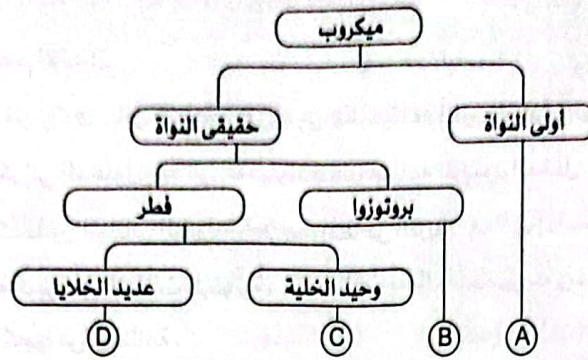 ميكروب
أولى النواة
حقيقى النواة
بروتوزوا
فطر
وحيد الخلية
عديد الخلايا
A
B
C
D